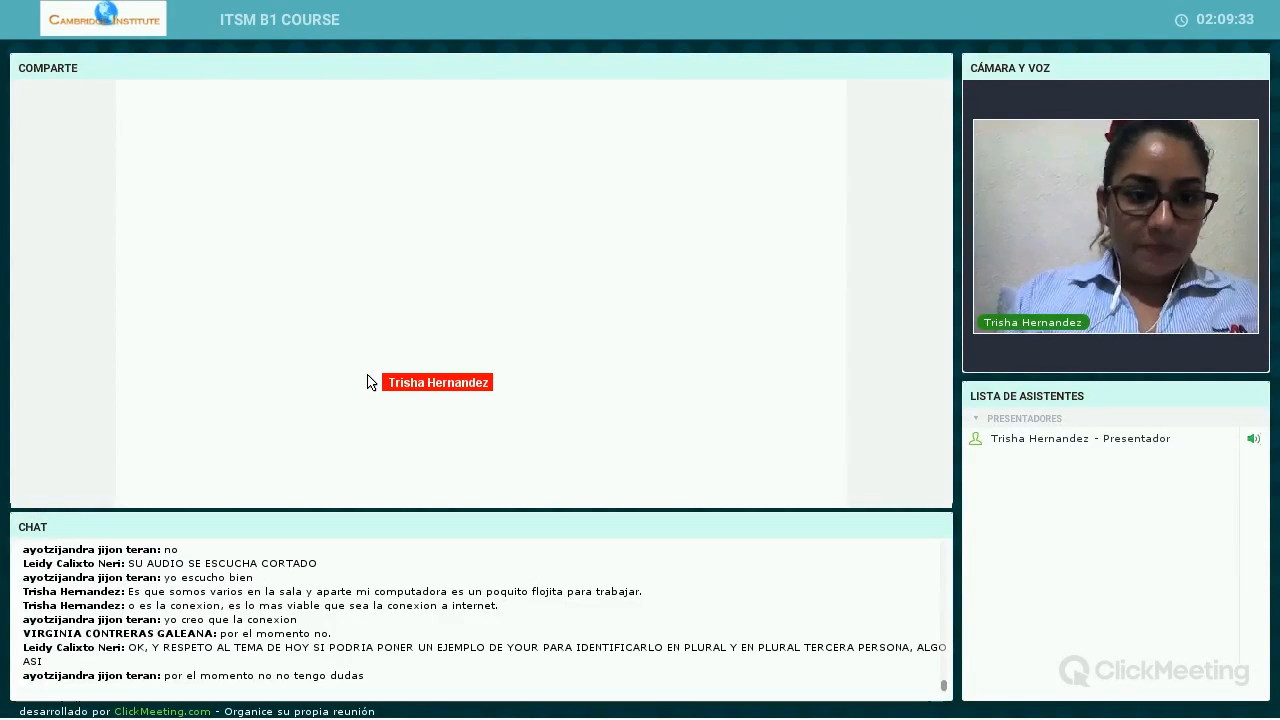 CAMBRIDGE INSTITUTE
ITSM B1 COURSE
02:09:33
COMPARTE
Trisha Hernandez
CÁMARA Y VOZ
Trisha Hernandez
LISTA DE ASISTENTES
PRESENTADORES
Trisha Hernandez - Presentador
CHAT
ayotzijandra jijon teran: no
Leidy Calixto Neri: SU AUDIO SE ESCUCHA CORTADO
ayotzijandra jijon teran: yo escucho bien
Trisha Hernandez: Es que somos varios en la sala y aparte mi computadora es un poquito flojita para trabajar.
Trisha Hernandez: o es la conexion, es lo mas viable que sea la conexion a internet.
ayotzijandra jijon teran: yo creo que la conexion
VIRGINIA CONTRERAS GALEANA: por el momento no.
Leidy Calixto Neri: OK, Y RESPETO AL TEMA DE HOY SI PODRIA PONER UN EJEMPLO DE YOUR PARA IDENTIFICARLO EN PLURAL Y EN PLURAL TERCERA PERSONA, ALGO
ASI
ayotzijandra jijon teran: por el momento no no tengo dudas
ClickMeeting
desarrollado por ClickMeeting.com - Organice su propia reunión